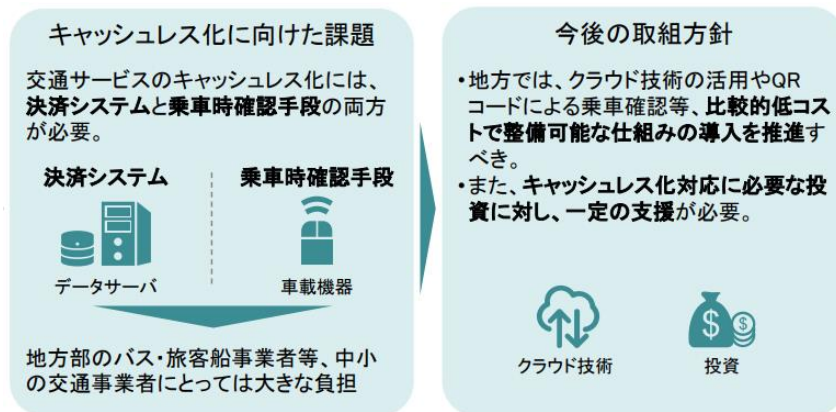 キャッシュレス化に向けた課題
交通サービスのキャッシュレス化には、
決済システムと乗車時確認手段の両方
が必要。
決済システム
乗車時確認手段
データサーバ
車載機器
地方部のバス・旅客船事業者等、中小
の交通事業者にとっては大きな負担
今後の取組方針
・地方では、クラウド技術の活用やQR
コードによる乗車確認等、比較的低コス
トで整備可能な仕組みの導入を推進す
べき。
・また、キャッシュレス化対応に必要な投
資に対し、一定の支援が必要。
$
$
クラウド技術
投資